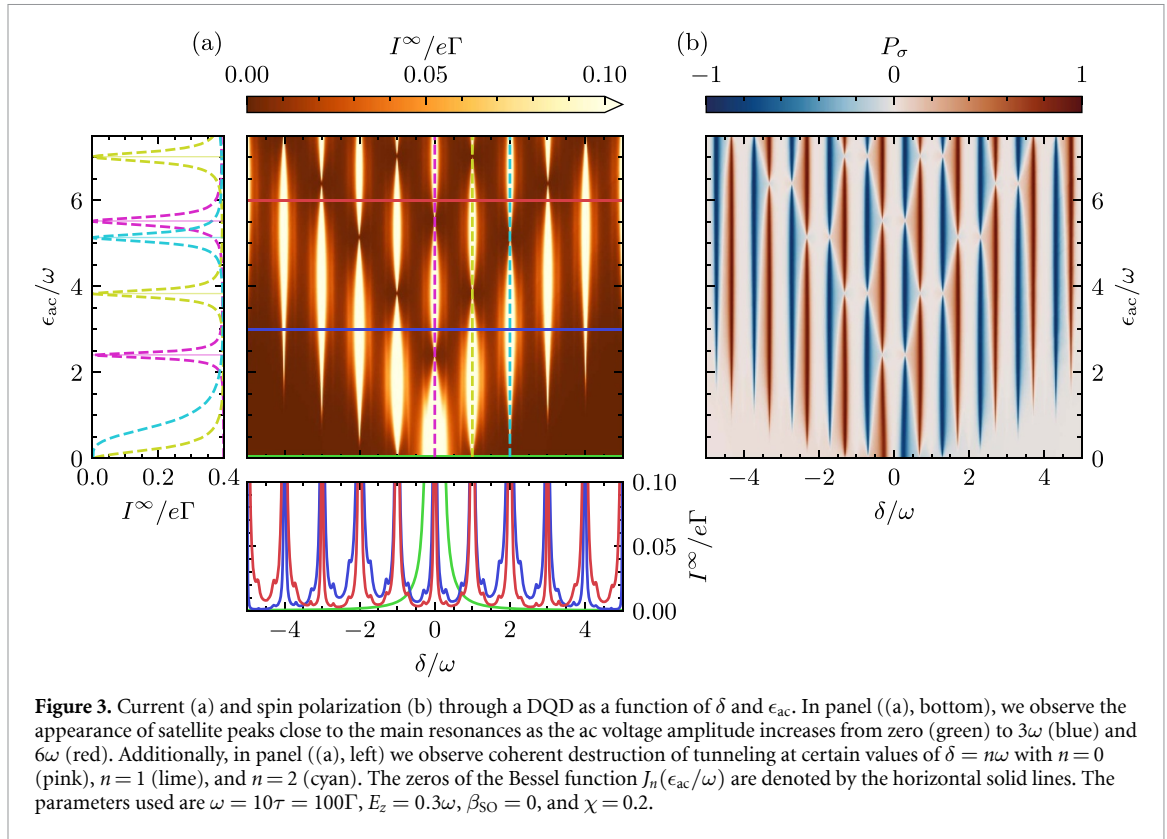 (a)
I^∞/eΓ
0.00 0.05 0.10
(b)
P_σ
−1 0 1
ϵ_ac/ω
6
4
2
0
0.0 0.4
I^∞/eΓ
6
4
2
0
ϵ_ac/ω
−4 −2 0 2 4
δ/ω
0.10
0.05
0.00
I^∞/eΓ
−4 −2 0 2 4
δ/ω
Figure 3. Current (a) and spin polarization (b) through a DQD as a function of δ and ϵ_ac. In panel ((a), bottom), we observe the
appearance of satellite peaks close to the main resonances as the ac voltage amplitude increases from zero (green) to 3ω (blue) and
6ω (red). Additionally, in panel ((a), left) we observe coherent destruction of tunneling at certain values of δ = nω with n = 0
(pink), n = 1 (lime), and n = 2 (cyan). The zeros of the Bessel function J_n(ϵ_ac/ω) are denoted by the horizontal solid lines. The
parameters used are ω = 10τ = 100Γ, E_z = 0.3ω, β_SO = 0, and χ = 0.2.